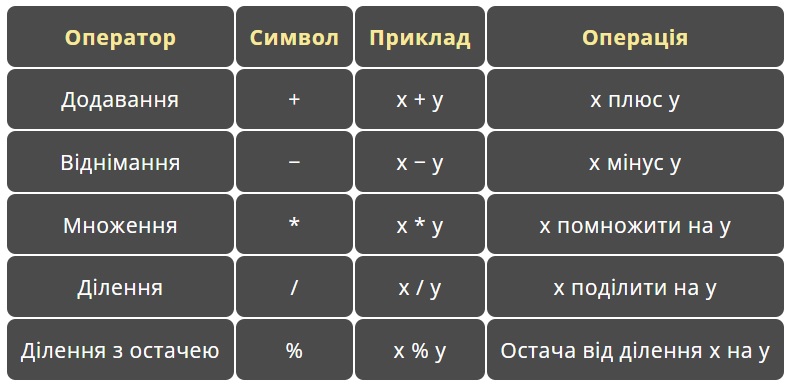 Оператор Символ Приклад Операція
Додавання + x + y x плюс y
Віднімання − x − y x мінус y
Множення * x * y x помножити на y
Ділення / x / y x поділити на y
Ділення з остачею % x % y Остача від ділення x на y